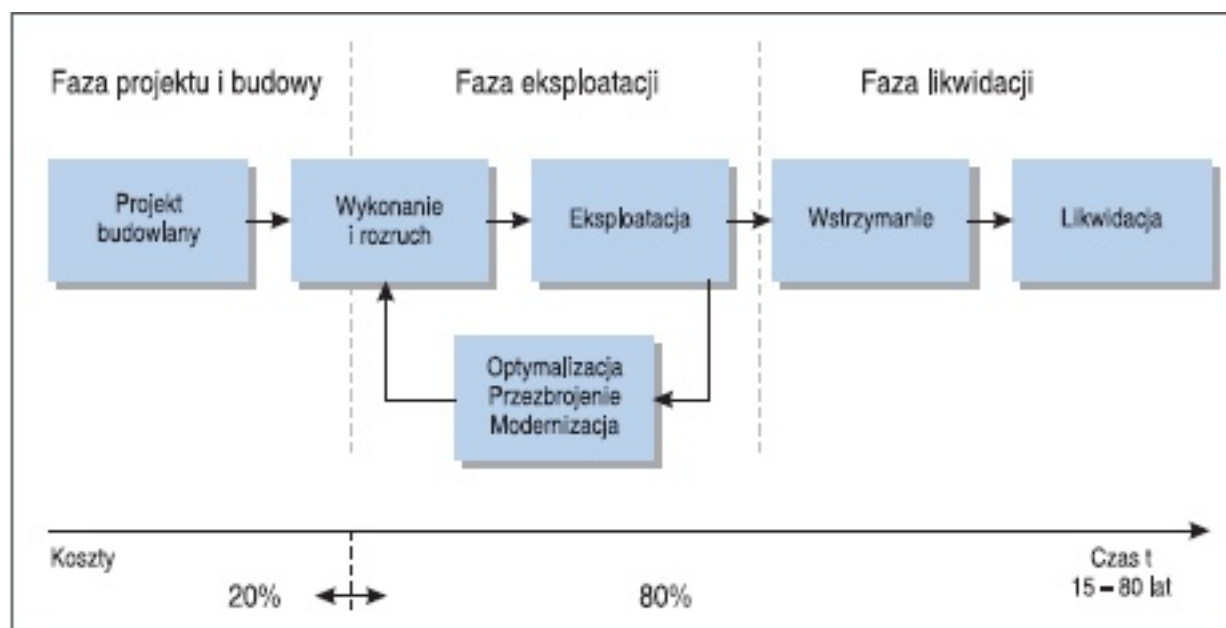 Faza projektu i budowy
Faza eksploatacji
Faza likwidacji
Projekt
budowlany
Wykonanie
i rozruch
Eksploatacja
Wstrzymanie
Likwidacja
Optymalizacja
Przezbrojenie
Modernizacja
Koszty
Czas t
15 – 80 lat
20%
80%